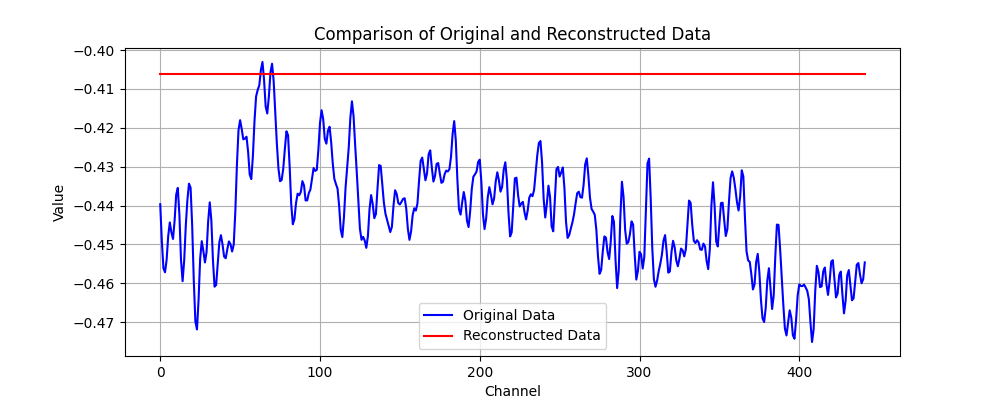 Comparison of Original and Reconstructed Data
Value
−0.40
−0.41
−0.42
−0.43
−0.44
−0.45
−0.46
−0.47
Original Data
Reconstructed Data
0 100 200 300 400
Channel